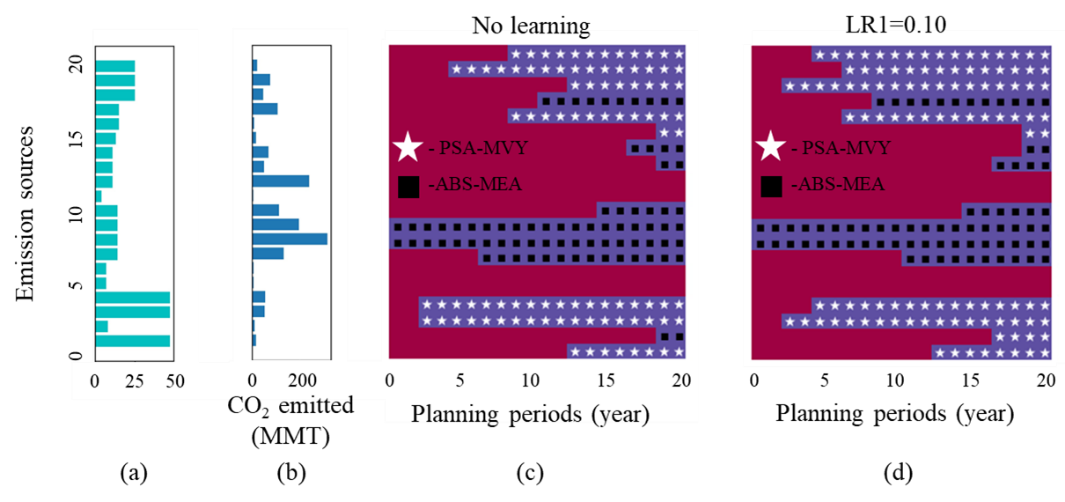 No learning
LR1=0.10
Emission sources
20
15
10
5
0
- PSA-MVY
-ABS-MEA
- PSA-MVY
-ABS-MEA
0 25 50
0 200
0 5 10 15 20
0 5 10 15 20
CO₂ emitted
(MMT)
Planning periods (year)
Planning periods (year)
(a)
(b)
(c)
(d)